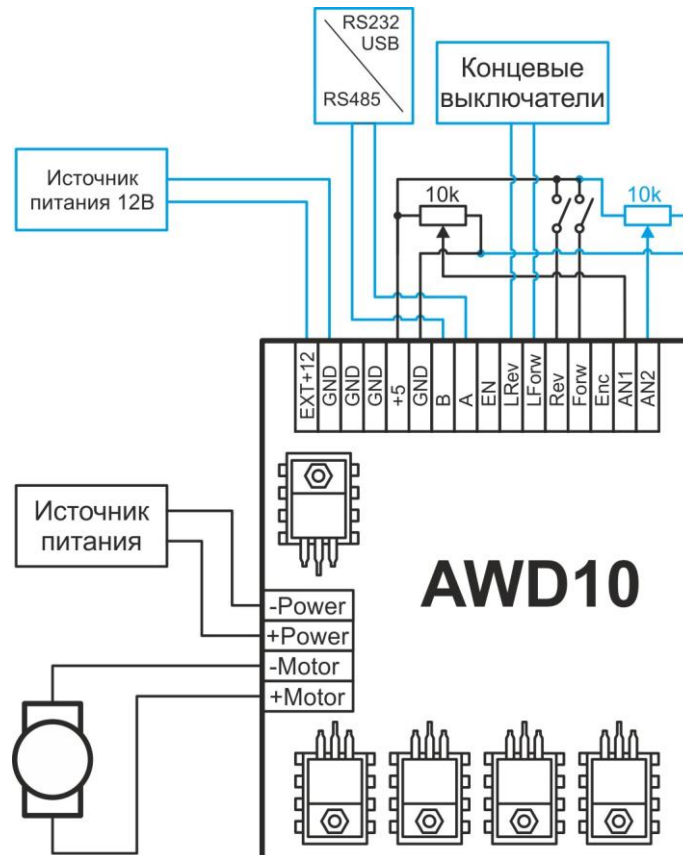 RS232
USB
RS485
Концевые
выключатели
Источник
питания 12В
10k
10k
EXT+12
GND
GND
GND
+5
GND
B
A
EN
LRev
LForw
Rev
Forw
Enc
AN1
AN2
Источник
питания
AWD10
-Power
+Power
-Motor
+Motor